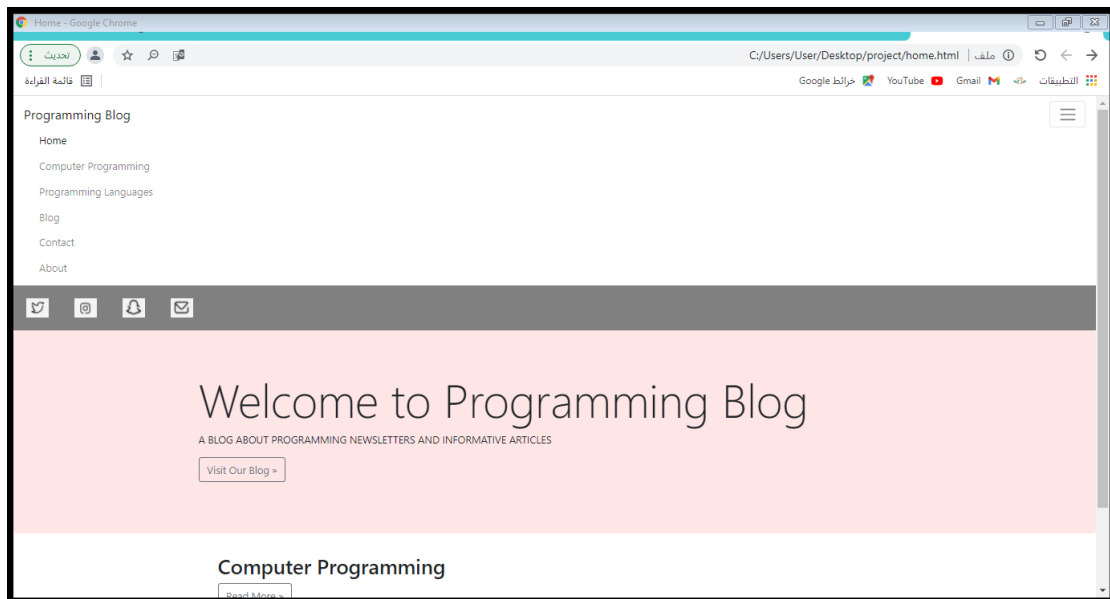 Home - Google Chrome
تحديث
C:/Users/User/Desktop/project/home.html | ملف
قائمة القراءة
التطبيقات Gmail YouTube خرائط Google
Programming Blog
Home
Computer Programming
Programming Languages
Blog
Contact
About
Welcome to Programming Blog
A BLOG ABOUT PROGRAMMING NEWSLETTERS AND INFORMATIVE ARTICLES
Visit Our Blog »
Computer Programming
Read More »